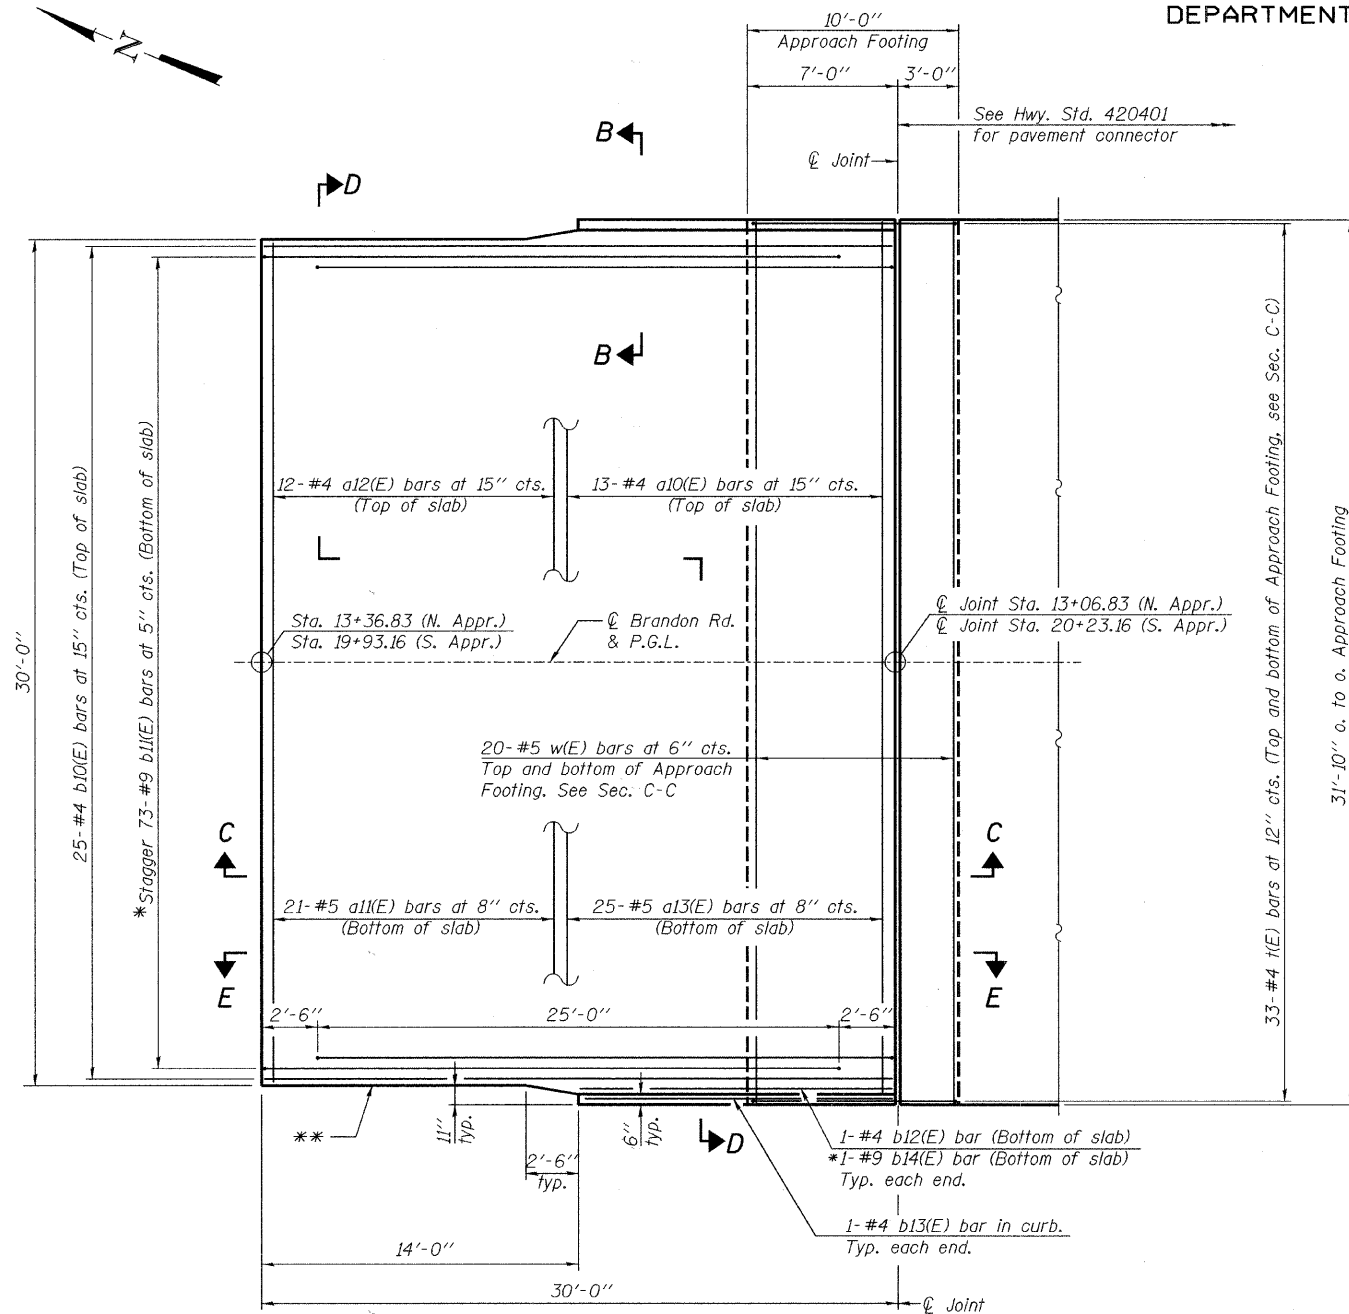 DEPARTMENT
N
10'-0"
Approach Footing
7'-0"
3'-0"
See Hwy. Std. 420401
for pavement connector
B
℄ Joint
D
B
12-#4 a12(E) bars at 15" cts.
(Top of slab)
13-#4 a10(E) bars at 15" cts.
(Top of slab)
30'-0"
25-#4 b10(E) bars at 15" cts. (Top of slab)
*Stagger 73-#9 b11(E) bars at 5" cts. (Bottom of slab)
33-#4 t(E) bars at 12" cts. (Top and bottom of Approach Footing, see Sec. C-C)
31'-10" o. to o. Approach Footing
Sta. 13+36.83 (N. Appr.)
Sta. 19+93.16 (S. Appr.)
℄ Brandon Rd.
& P.G.L.
℄ Joint Sta. 13+06.83 (N. Appr.)
℄ Joint Sta. 20+23.16 (S. Appr.)
20-#5 w(E) bars at 6" cts.
Top and bottom of Approach
Footing. See Sec. C-C
C
C
21-#5 a11(E) bars at 8" cts.
(Bottom of slab)
25-#5 a13(E) bars at 8" cts.
(Bottom of slab)
E
E
2'-6"
25'-0"
2'-6"
**
11"
typ.
6"
typ.
D
2'-6"
typ.
1-#4 b12(E) bar (Bottom of slab)
*1-#9 b14(E) bar (Bottom of slab)
Typ. each end.
1-#4 b13(E) bar in curb.
Typ. each end.
14'-0"
30'-0"
℄ Joint